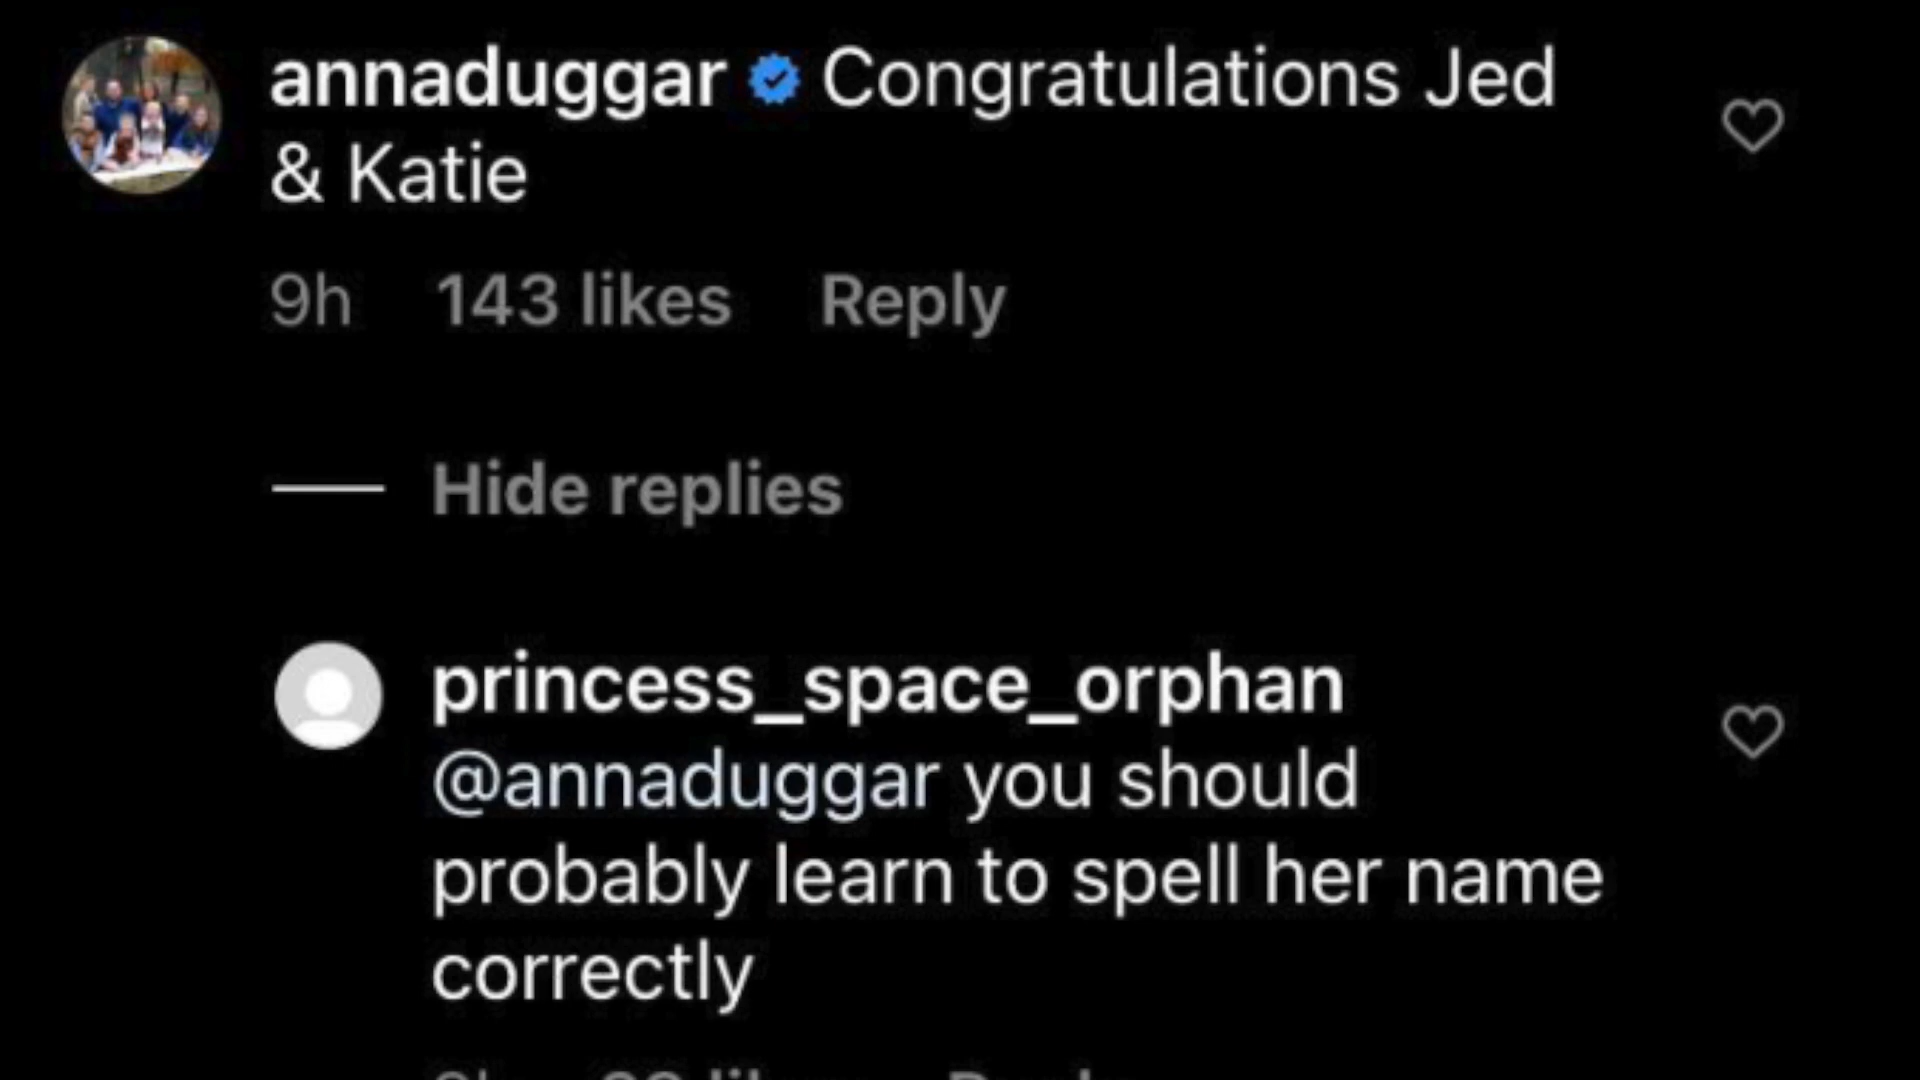 annaduggar Congratulations Jed
& Katie
9h 143 likes Reply
Hide replies
princess_space_orphan
@annaduggar you should
probably learn to spell her name
correctly